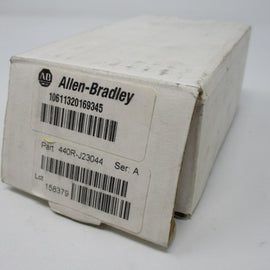 AB
Allen-Bradley
10611320169345
Part 440R-J23044 Ser. A
Lot
158379